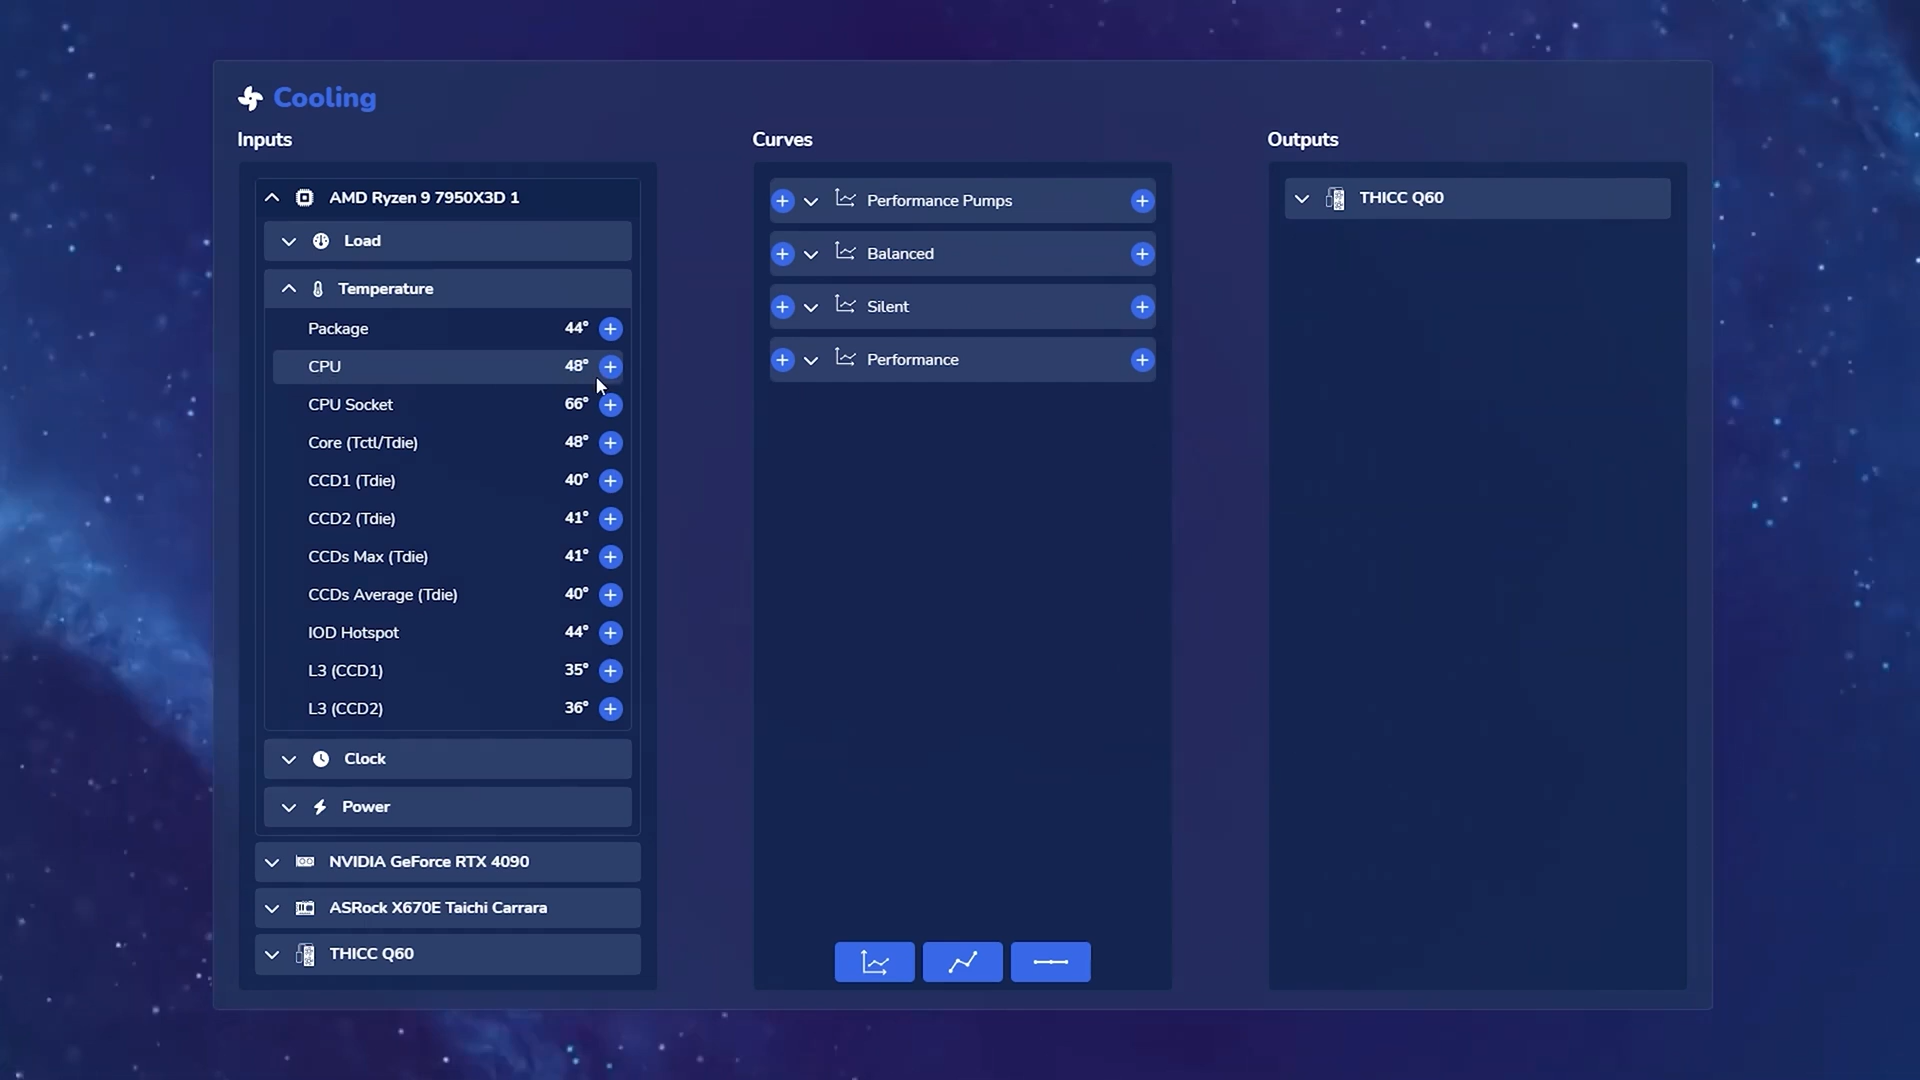 Cooling
Inputs
AMD Ryzen 9 7950X3D 1
Load
Temperature
Package 44°
CPU 48°
CPU Socket 66°
Core (Tctl/Tdie) 48°
CCD1 (Tdie) 40°
CCD2 (Tdie) 41°
CCDs Max (Tdie) 41°
CCDs Average (Tdie) 40°
IOD Hotspot 44°
L3 (CCD1) 35°
L3 (CCD2) 36°
Clock
Power
NVIDIA GeForce RTX 4090
ASRock X670E Taichi Carrara
THICC Q60
Curves
Performance Pumps
Balanced
Silent
Performance
Outputs
THICC Q60